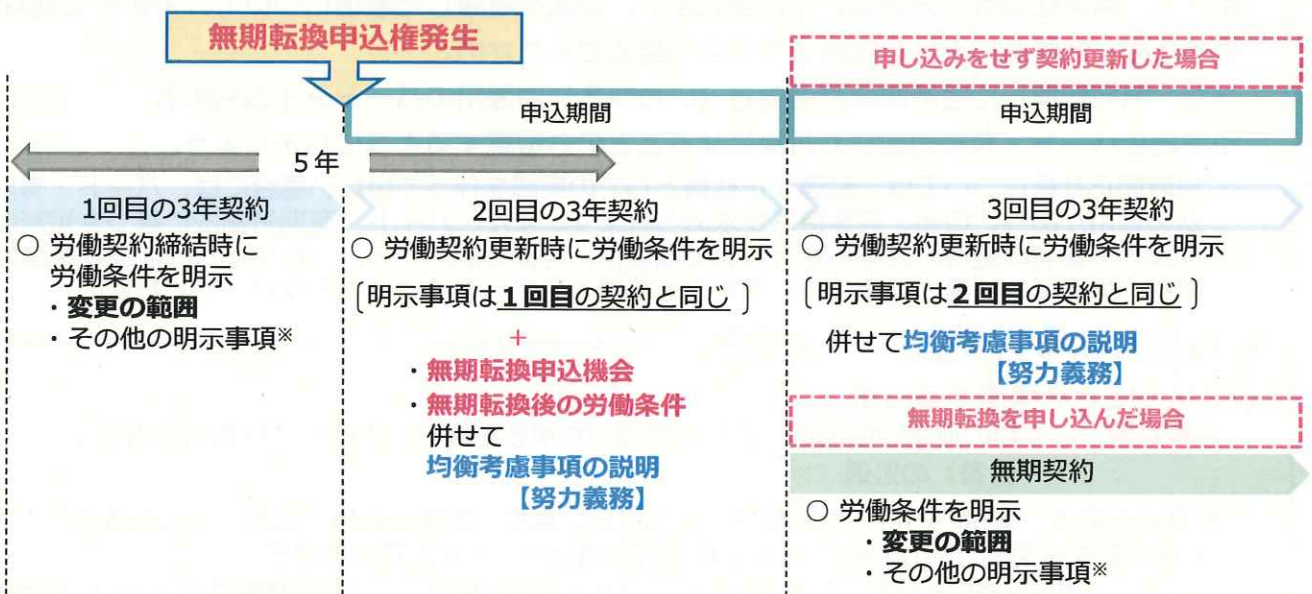 無期転換申込権発生
申し込みをせず契約更新した場合
申込期間
申込期間
5年
1回目の3年契約
○ 労働契約締結時に
労働条件を明示
・変更の範囲
・その他の明示事項※
2回目の3年契約
○ 労働契約更新時に労働条件を明示
〔明示事項は１回目の契約と同じ 〕
+
・無期転換申込機会
・無期転換後の労働条件
併せて
均衡考慮事項の説明
【努力義務】
3回目の3年契約
○ 労働契約更新時に労働条件を明示
〔明示事項は２回目の契約と同じ 〕
併せて均衡考慮事項の説明
【努力義務】
無期転換を申し込んだ場合
無期契約
○ 労働条件を明示
・変更の範囲
・その他の明示事項※